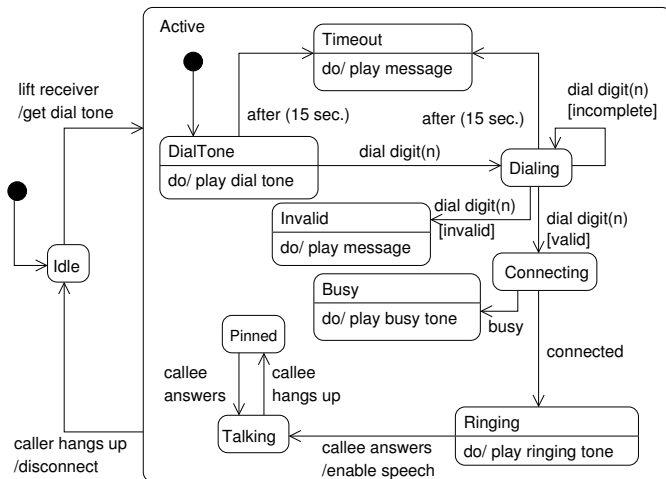 Active
Timeout
do/ play message
lift receiver
/get dial tone
dial digit(n)
[incomplete]
after (15 sec.)
after (15 sec.)
DialTone
do/ play dial tone
dial digit(n)
Dialing
Invalid
do/ play message
dial digit(n)
[invalid]
dial digit(n)
[valid]
Idle
Connecting
Busy
do/ play busy tone
busy
Pinned
connected
callee
answers
callee
hangs up
Talking
Ringing
do/ play ringing tone
callee answers
/enable speech
caller hangs up
/disconnect